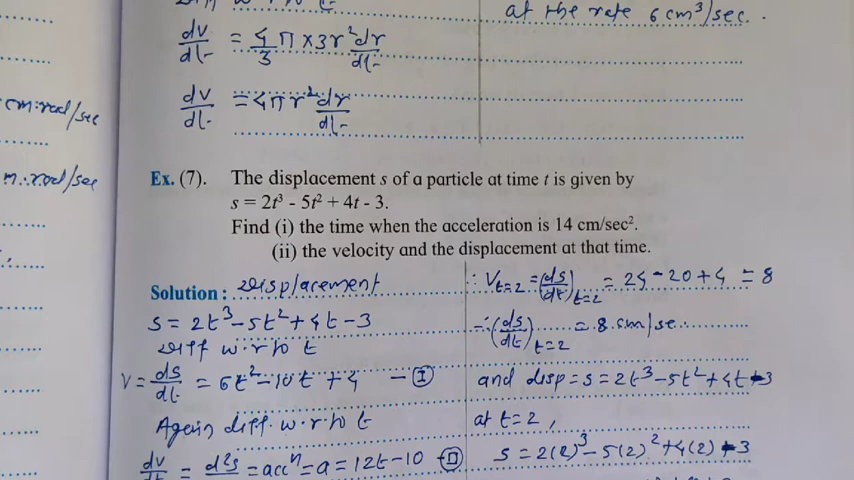 at the rate 6 cm³/sec.
dv/dt = 4/3 π × 3r² dr/dt
dv/dt = 4πr² dr/dt
cm·rad/sec
m·rad/sec
Ex. (7). The displacement s of a particle at time t is given by
s = 2t³ - 5t² + 4t - 3.
Find (i) the time when the acceleration is 14 cm/sec².
(ii) the velocity and the displacement at that time.
Solution : Displacement
s = 2t³ - 5t² + 4t - 3
Diff w.r.to t
V = ds/dt = 6t² - 10t + 4 - I
Again diff. w.r.to t
dv/dt = d²s = accⁿ = a = 12t - 10 - II
∴ V t=2 = (ds/dt) t=2 = 24 - 20 + 4 = 8
∴ (ds/dt) t=2 = 8 cm/se
and disp = s = 2t³ - 5t² + 4t - 3
at t = 2,
s = 2(2)³ - 5(2)² + 4(2) - 3